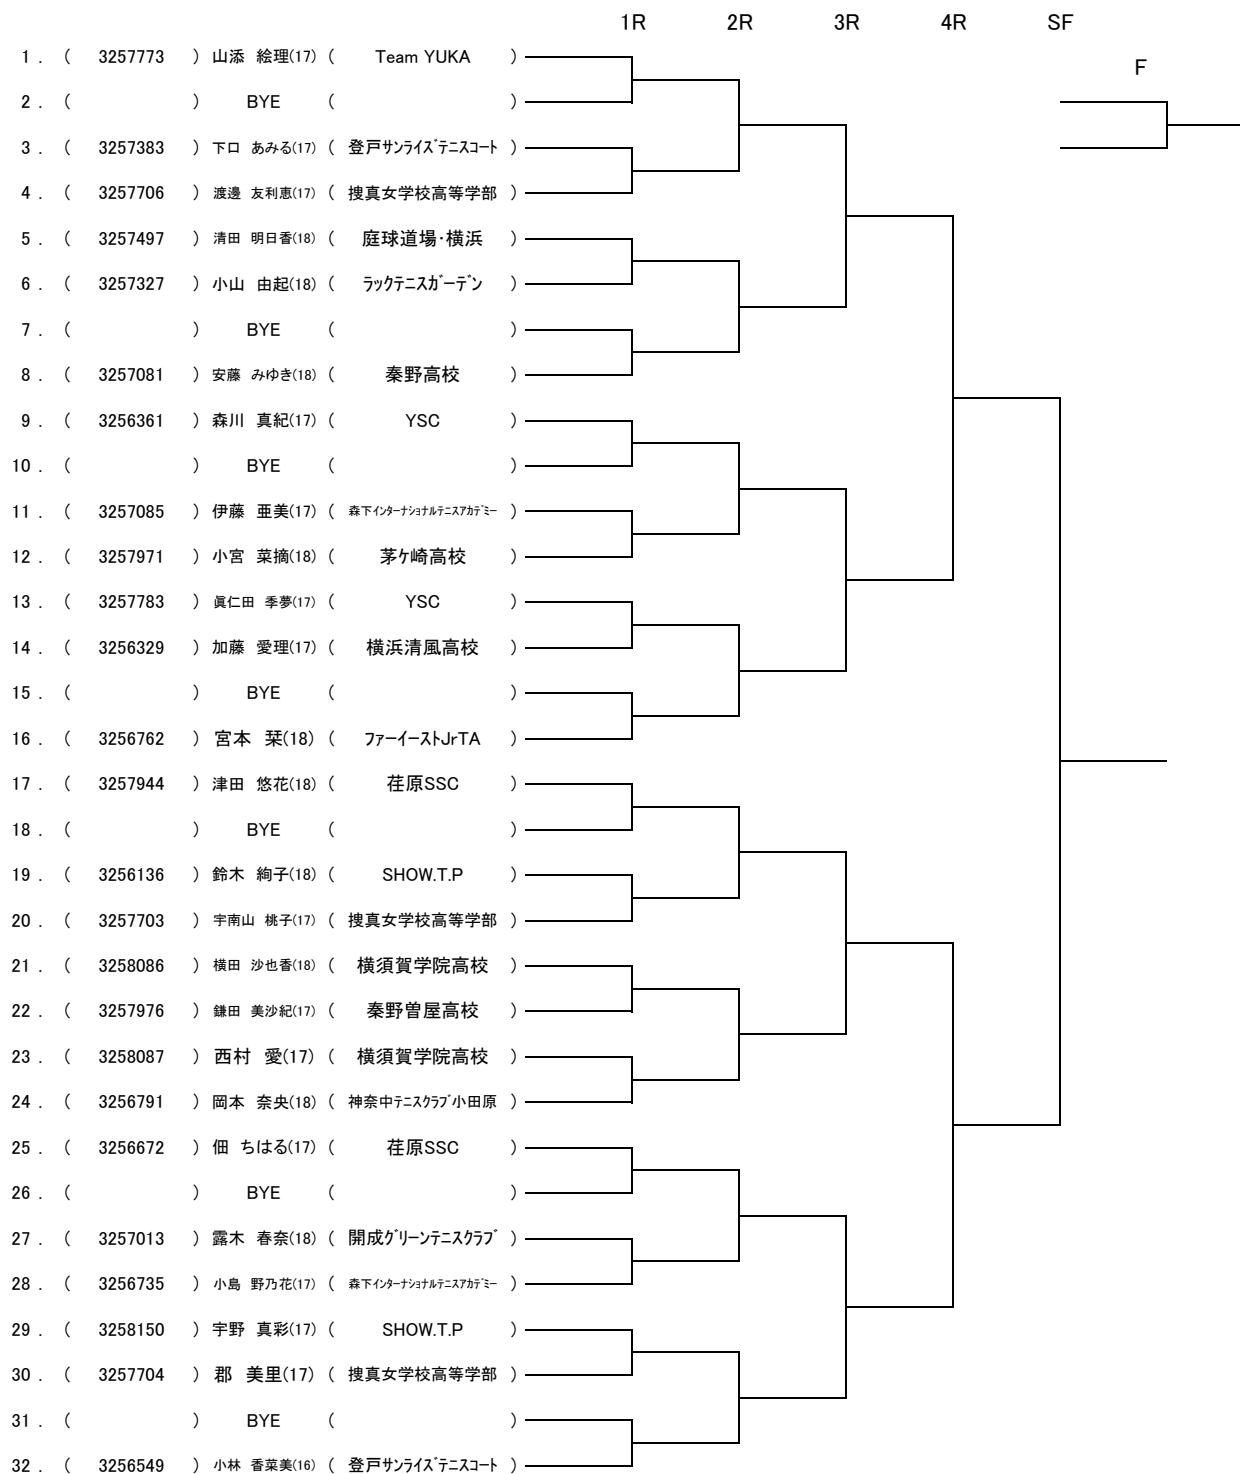 1R 2R 3R 4R SF
F
1 . ( 3257773 ) 山添 絵理(17) ( Team YUKA )
2 . ( ) BYE ( )
3 . ( 3257383 ) 下口 あみる(17) ( 登戸サンライズテニスコート )
4 . ( 3257706 ) 渡邊 友利恵(17) ( 捜真女学校高等学部 )
5 . ( 3257497 ) 清田 明日香(18) ( 庭球道場・横浜 )
6 . ( 3257327 ) 小山 由起(18) ( ラックテニスガーデン )
7 . ( ) BYE ( )
8 . ( 3257081 ) 安藤 みゆき(18) ( 秦野高校 )
9 . ( 3256361 ) 森川 真紀(17) ( YSC )
10 . ( ) BYE ( )
11 . ( 3257085 ) 伊藤 亜美(17) ( 森下インターナショナルテニスアカデミー )
12 . ( 3257971 ) 小宮 菜摘(18) ( 茅ケ崎高校 )
13 . ( 3257783 ) 眞仁田 季夢(17) ( YSC )
14 . ( 3256329 ) 加藤 愛理(17) ( 横浜清風高校 )
15 . ( ) BYE ( )
16 . ( 3256762 ) 宮本 栞(18) ( ファーイーストJrTA )
17 . ( 3257944 ) 津田 悠花(18) ( 荏原SSC )
18 . ( ) BYE ( )
19 . ( 3256136 ) 鈴木 絢子(18) ( SHOW.T.P )
20 . ( 3257703 ) 宇南山 桃子(17) ( 捜真女学校高等学部 )
21 . ( 3258086 ) 横田 沙也香(18) ( 横須賀学院高校 )
22 . ( 3257976 ) 鎌田 美沙紀(17) ( 秦野曽屋高校 )
23 . ( 3258087 ) 西村 愛(17) ( 横須賀学院高校 )
24 . ( 3256791 ) 岡本 奈央(18) ( 神奈中テニスクラブ小田原 )
25 . ( 3256672 ) 佃 ちはる(17) ( 荏原SSC )
26 . ( ) BYE ( )
27 . ( 3257013 ) 露木 春奈(18) ( 開成グリーンテニスクラブ )
28 . ( 3256735 ) 小島 野乃花(17) ( 森下インターナショナルテニスアカデミー )
29 . ( 3258150 ) 宇野 真彩(17) ( SHOW.T.P )
30 . ( 3257704 ) 郡 美里(17) ( 捜真女学校高等学部 )
31 . ( ) BYE ( )
32 . ( 3256549 ) 小林 香菜美(16) ( 登戸サンライズテニスコート )